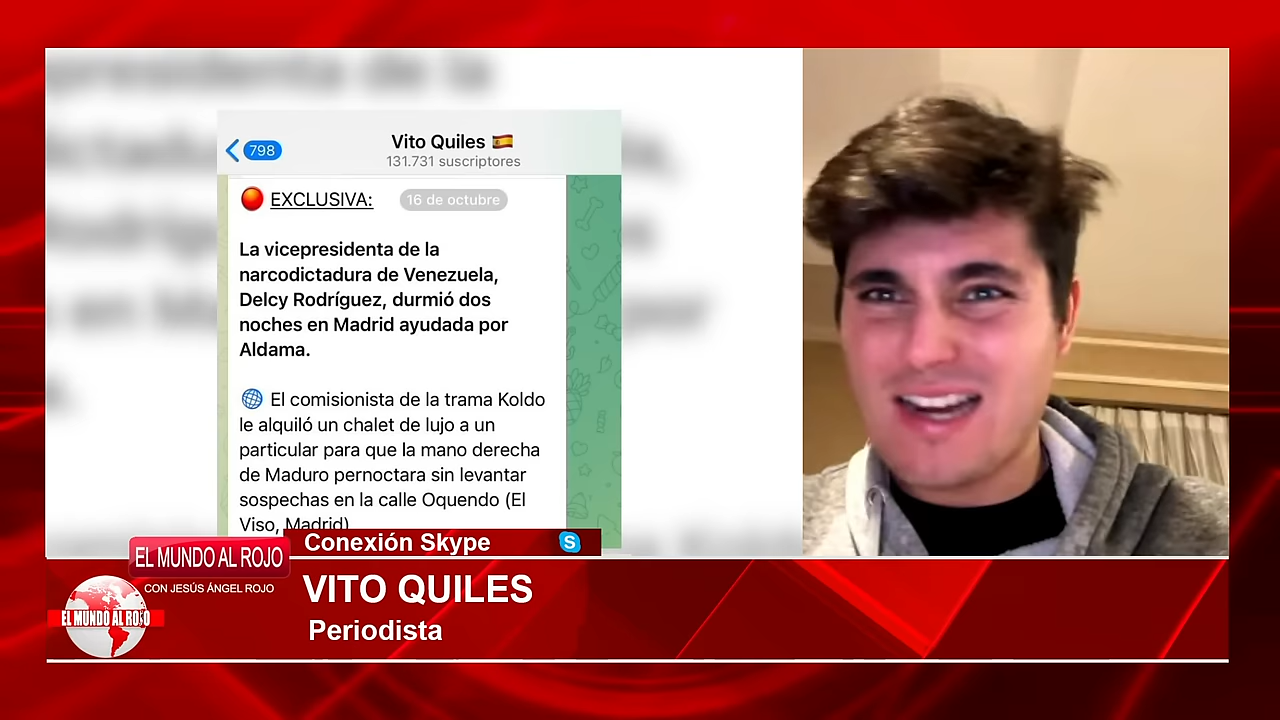 presidenta de la
798
Vito Quiles
131.731 suscriptores
EXCLUSIVA:
16 de octubre
La vicepresidenta de la
narcodictadura de Venezuela,
Delcy Rodríguez, durmió dos
noches en Madrid ayudada por
Aldama.
El comisionista de la trama Koldo
le alquiló un chalet de lujo a un
particular para que la mano derecha
de Maduro pernoctara sin levantar
sospechas en la calle Oquendo (El
Viso, Madrid)
Conexión Skype
S
EL MUNDO AL ROJO
CON JESÚS ÁNGEL ROJO
EL MUNDO AL ROJO
VITO QUILES
Periodista